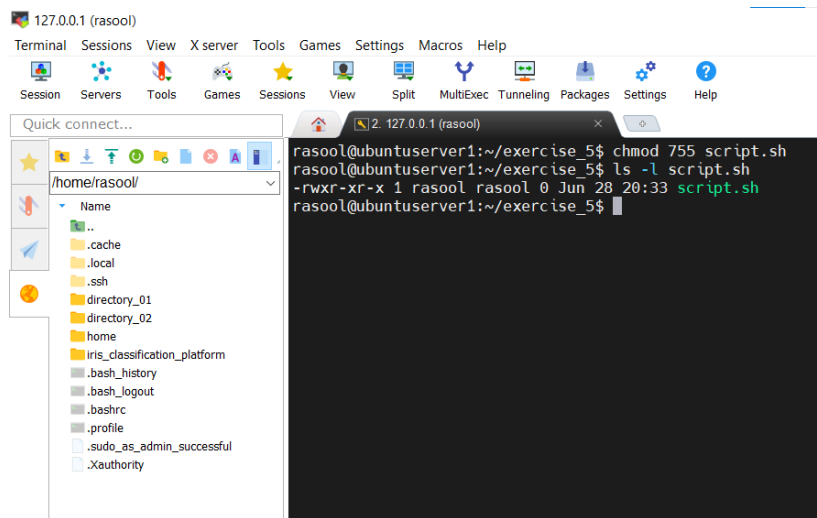 127.0.0.1 (rasool)
Terminal Sessions View X server Tools Games Settings Macros Help
Session Servers Tools Games Sessions View Split MultiExec Tunneling Packages Settings Help
Quick connect...
2. 127.0.0.1 (rasool)
/home/rasool/
Name
..
.cache
.local
.ssh
directory_01
directory_02
home
iris_classification_platform
.bash_history
.bash_logout
.bashrc
.profile
.sudo_as_admin_successful
.Xauthority
rasool@ubuntuserver1:~/exercise_5$ chmod 755 script.sh
rasool@ubuntuserver1:~/exercise_5$ ls -l script.sh
-rwxr-xr-x 1 rasool rasool 0 Jun 28 20:33 script.sh
rasool@ubuntuserver1:~/exercise_5$